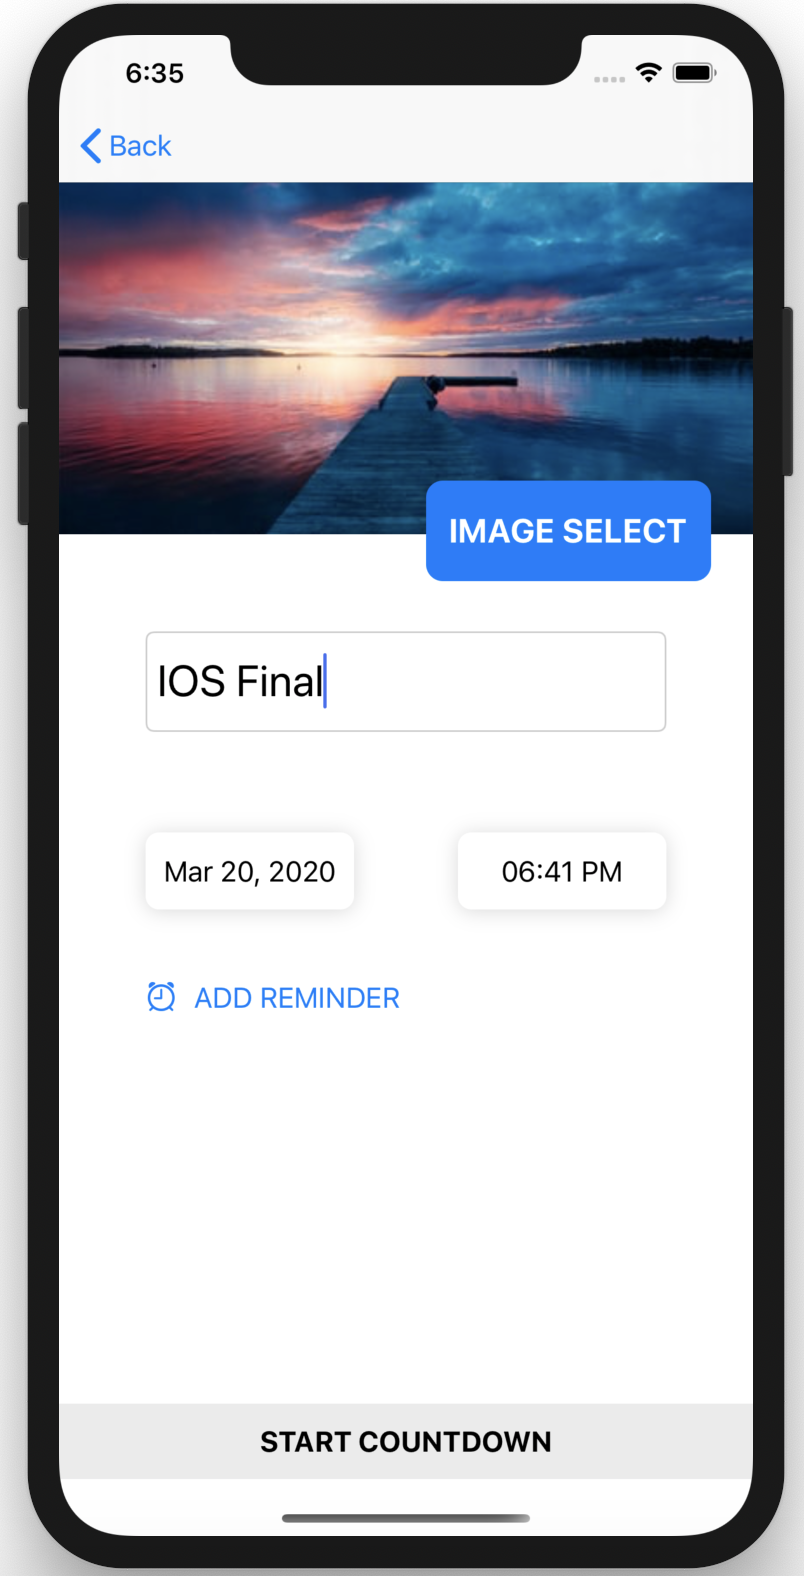 6:35
Back
IMAGE SELECT
IOS Final
Mar 20, 2020
06:41 PM
ADD REMINDER
START COUNTDOWN